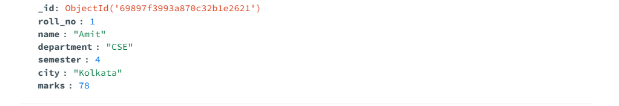 _id: ObjectId('69897f3993a870c32b1e2621')
roll_no : 1
name : "Amit"
department : "CSE"
semester : 4
city : "Kolkata"
marks : 78